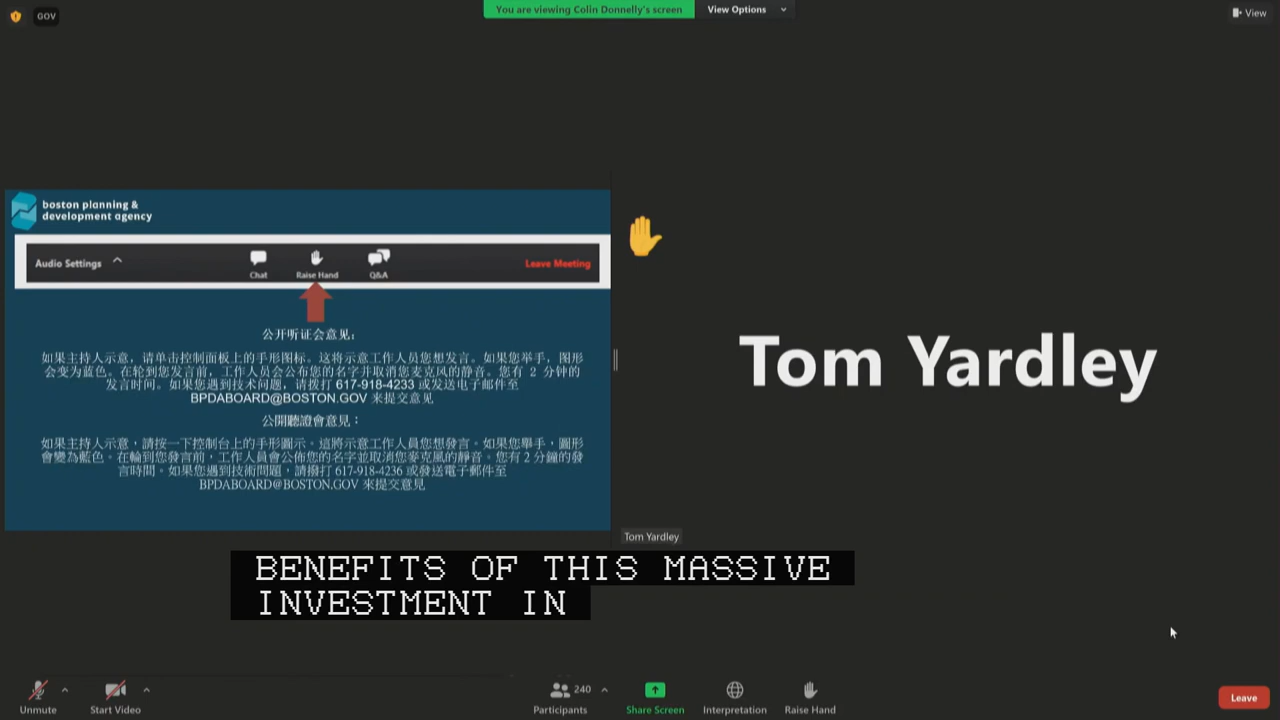 GOV
You are viewing Colin Donnelly's screen
View Options
View
boston planning &
development agency
Audio Settings
Chat
Raise Hand
Q&A
Leave Meeting
公开听证会意见：
如果主持人示意，请单击控制面板上的手形图标。这将示意工作人员您想发言。如果您举手，图形
会变为蓝色。在轮到您发言前，工作人员会公布您的名字并取消您麦克风的静音。您有 2 分钟的
发言时间。如果您遇到技术问题，请拨打 617-918-4233 或发送电子邮件至
BPDABOARD@BOSTON.GOV 来提交意见
公開聽證會意見：
如果主持人示意，請按一下控制台上的手形圖示。這將示意工作人員您想發言。如果您舉手，圖形
會變為藍色。在輪到您發言前，工作人員會公佈您的名字並取消您麥克風的靜音。您有 2 分鐘的發
言時間。如果您遇到技術問題，請撥打 617-918-4236 或發送電子郵件至
BPDABOARD@BOSTON.GOV 來提交意見
Tom Yardley
Tom Yardley
BENEFITS OF THIS MASSIVE
INVESTMENT IN
Unmute
Start Video
240
Participants
Share Screen
Interpretation
Raise Hand
Leave